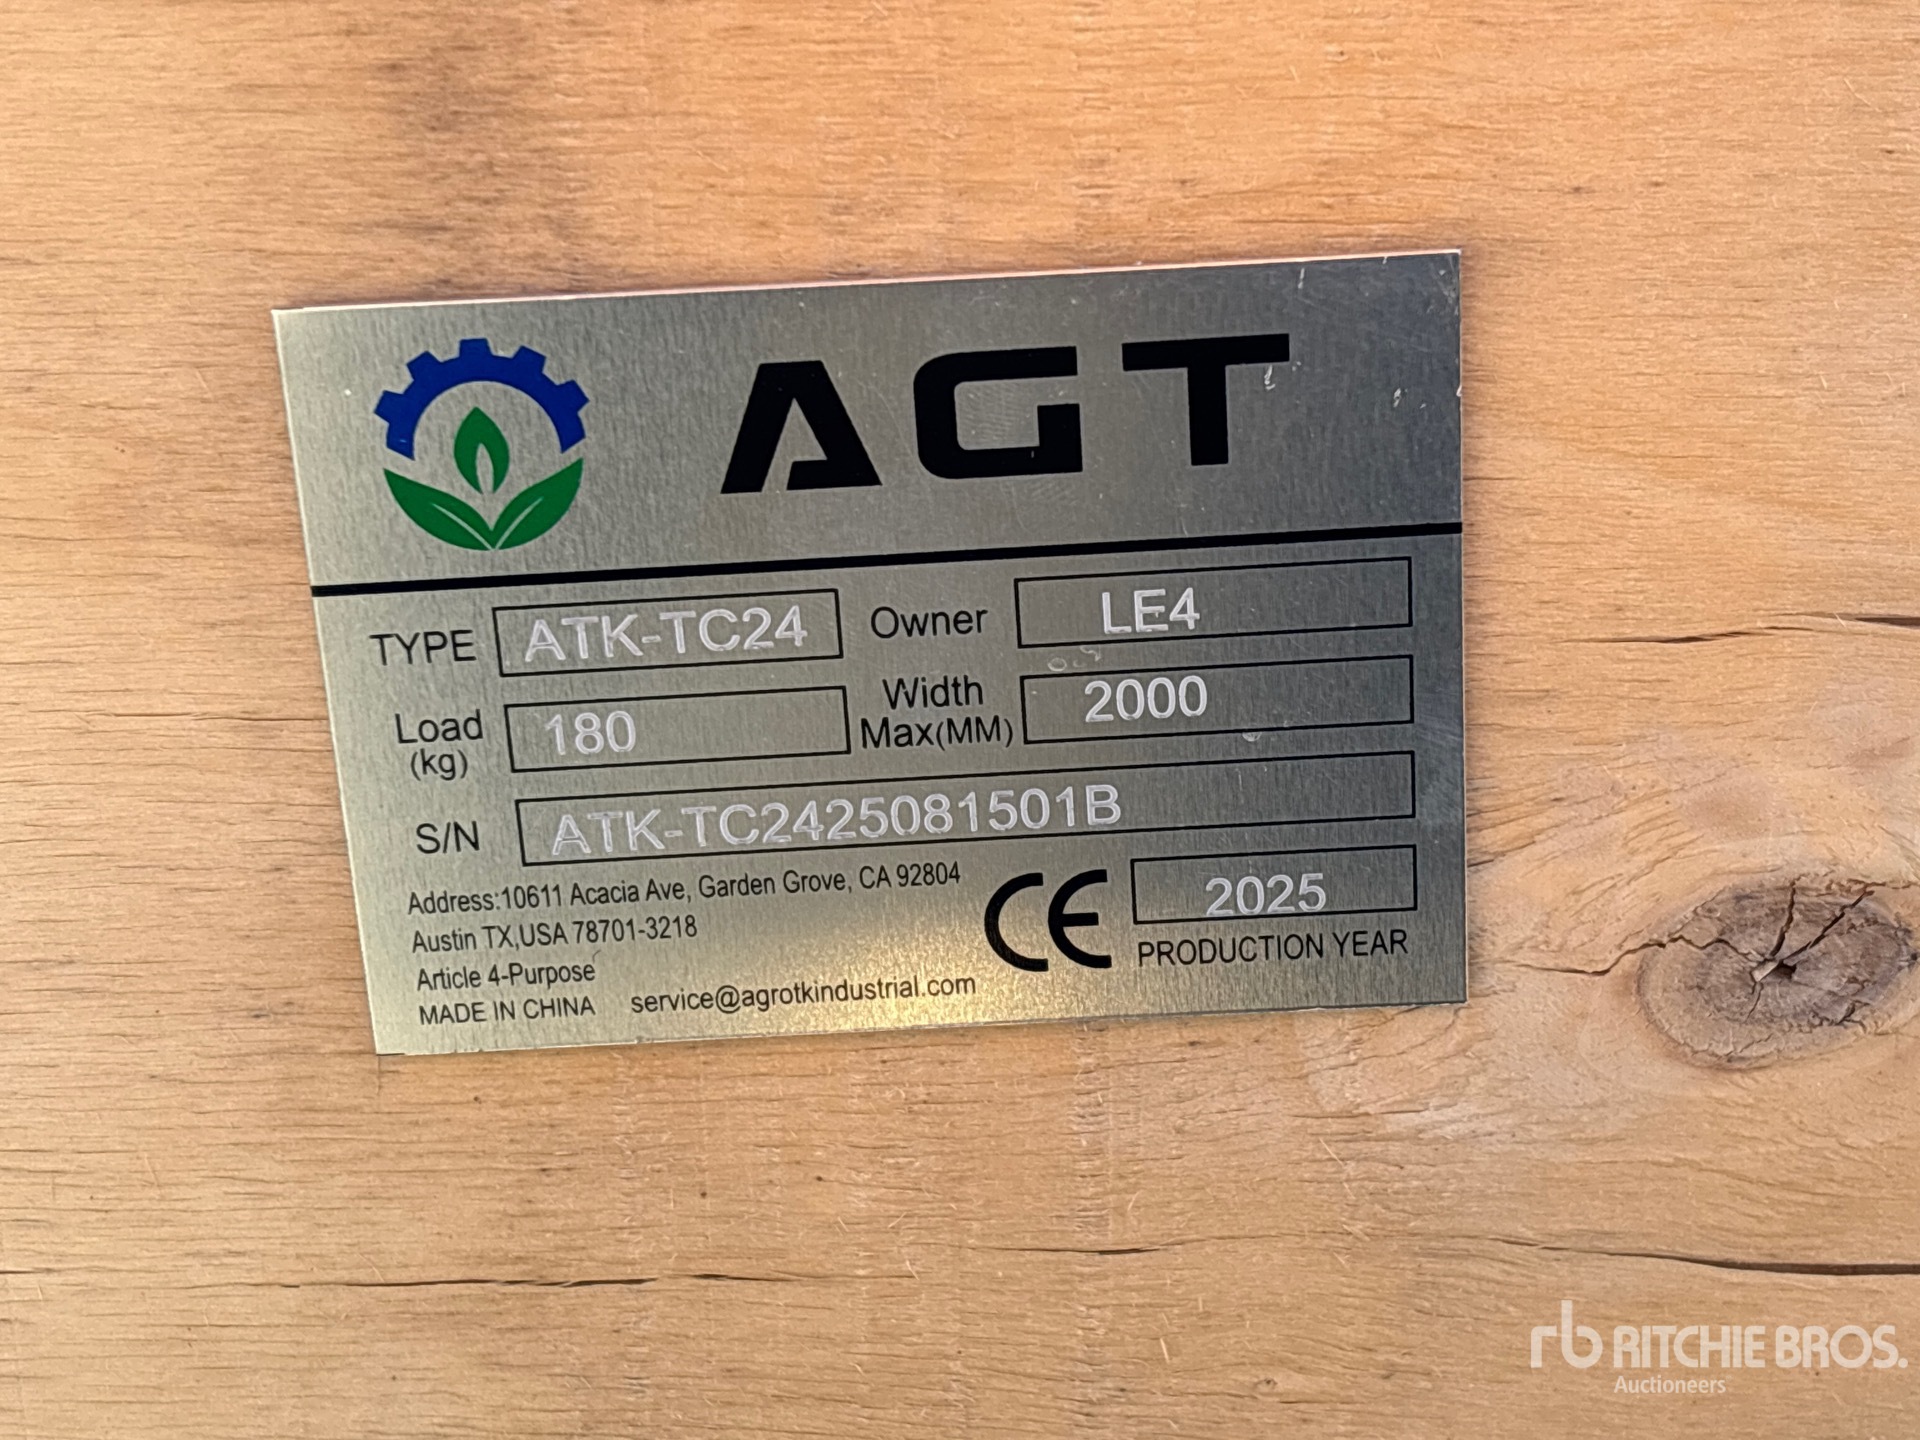 AGT
TYPE ATK-TC24 Owner LE4
Load (kg) 180 Width Max(MM) 2000
S/N ATK-TC2425081501B
Address:10611 Acacia Ave, Garden Grove, CA 92804
Austin TX,USA 78701-3218
Article 4-Purpose
MADE IN CHINA service@agrotkindustrial.com
CE 2025
PRODUCTION YEAR
rb RITCHIE BROS.
Auctioneers